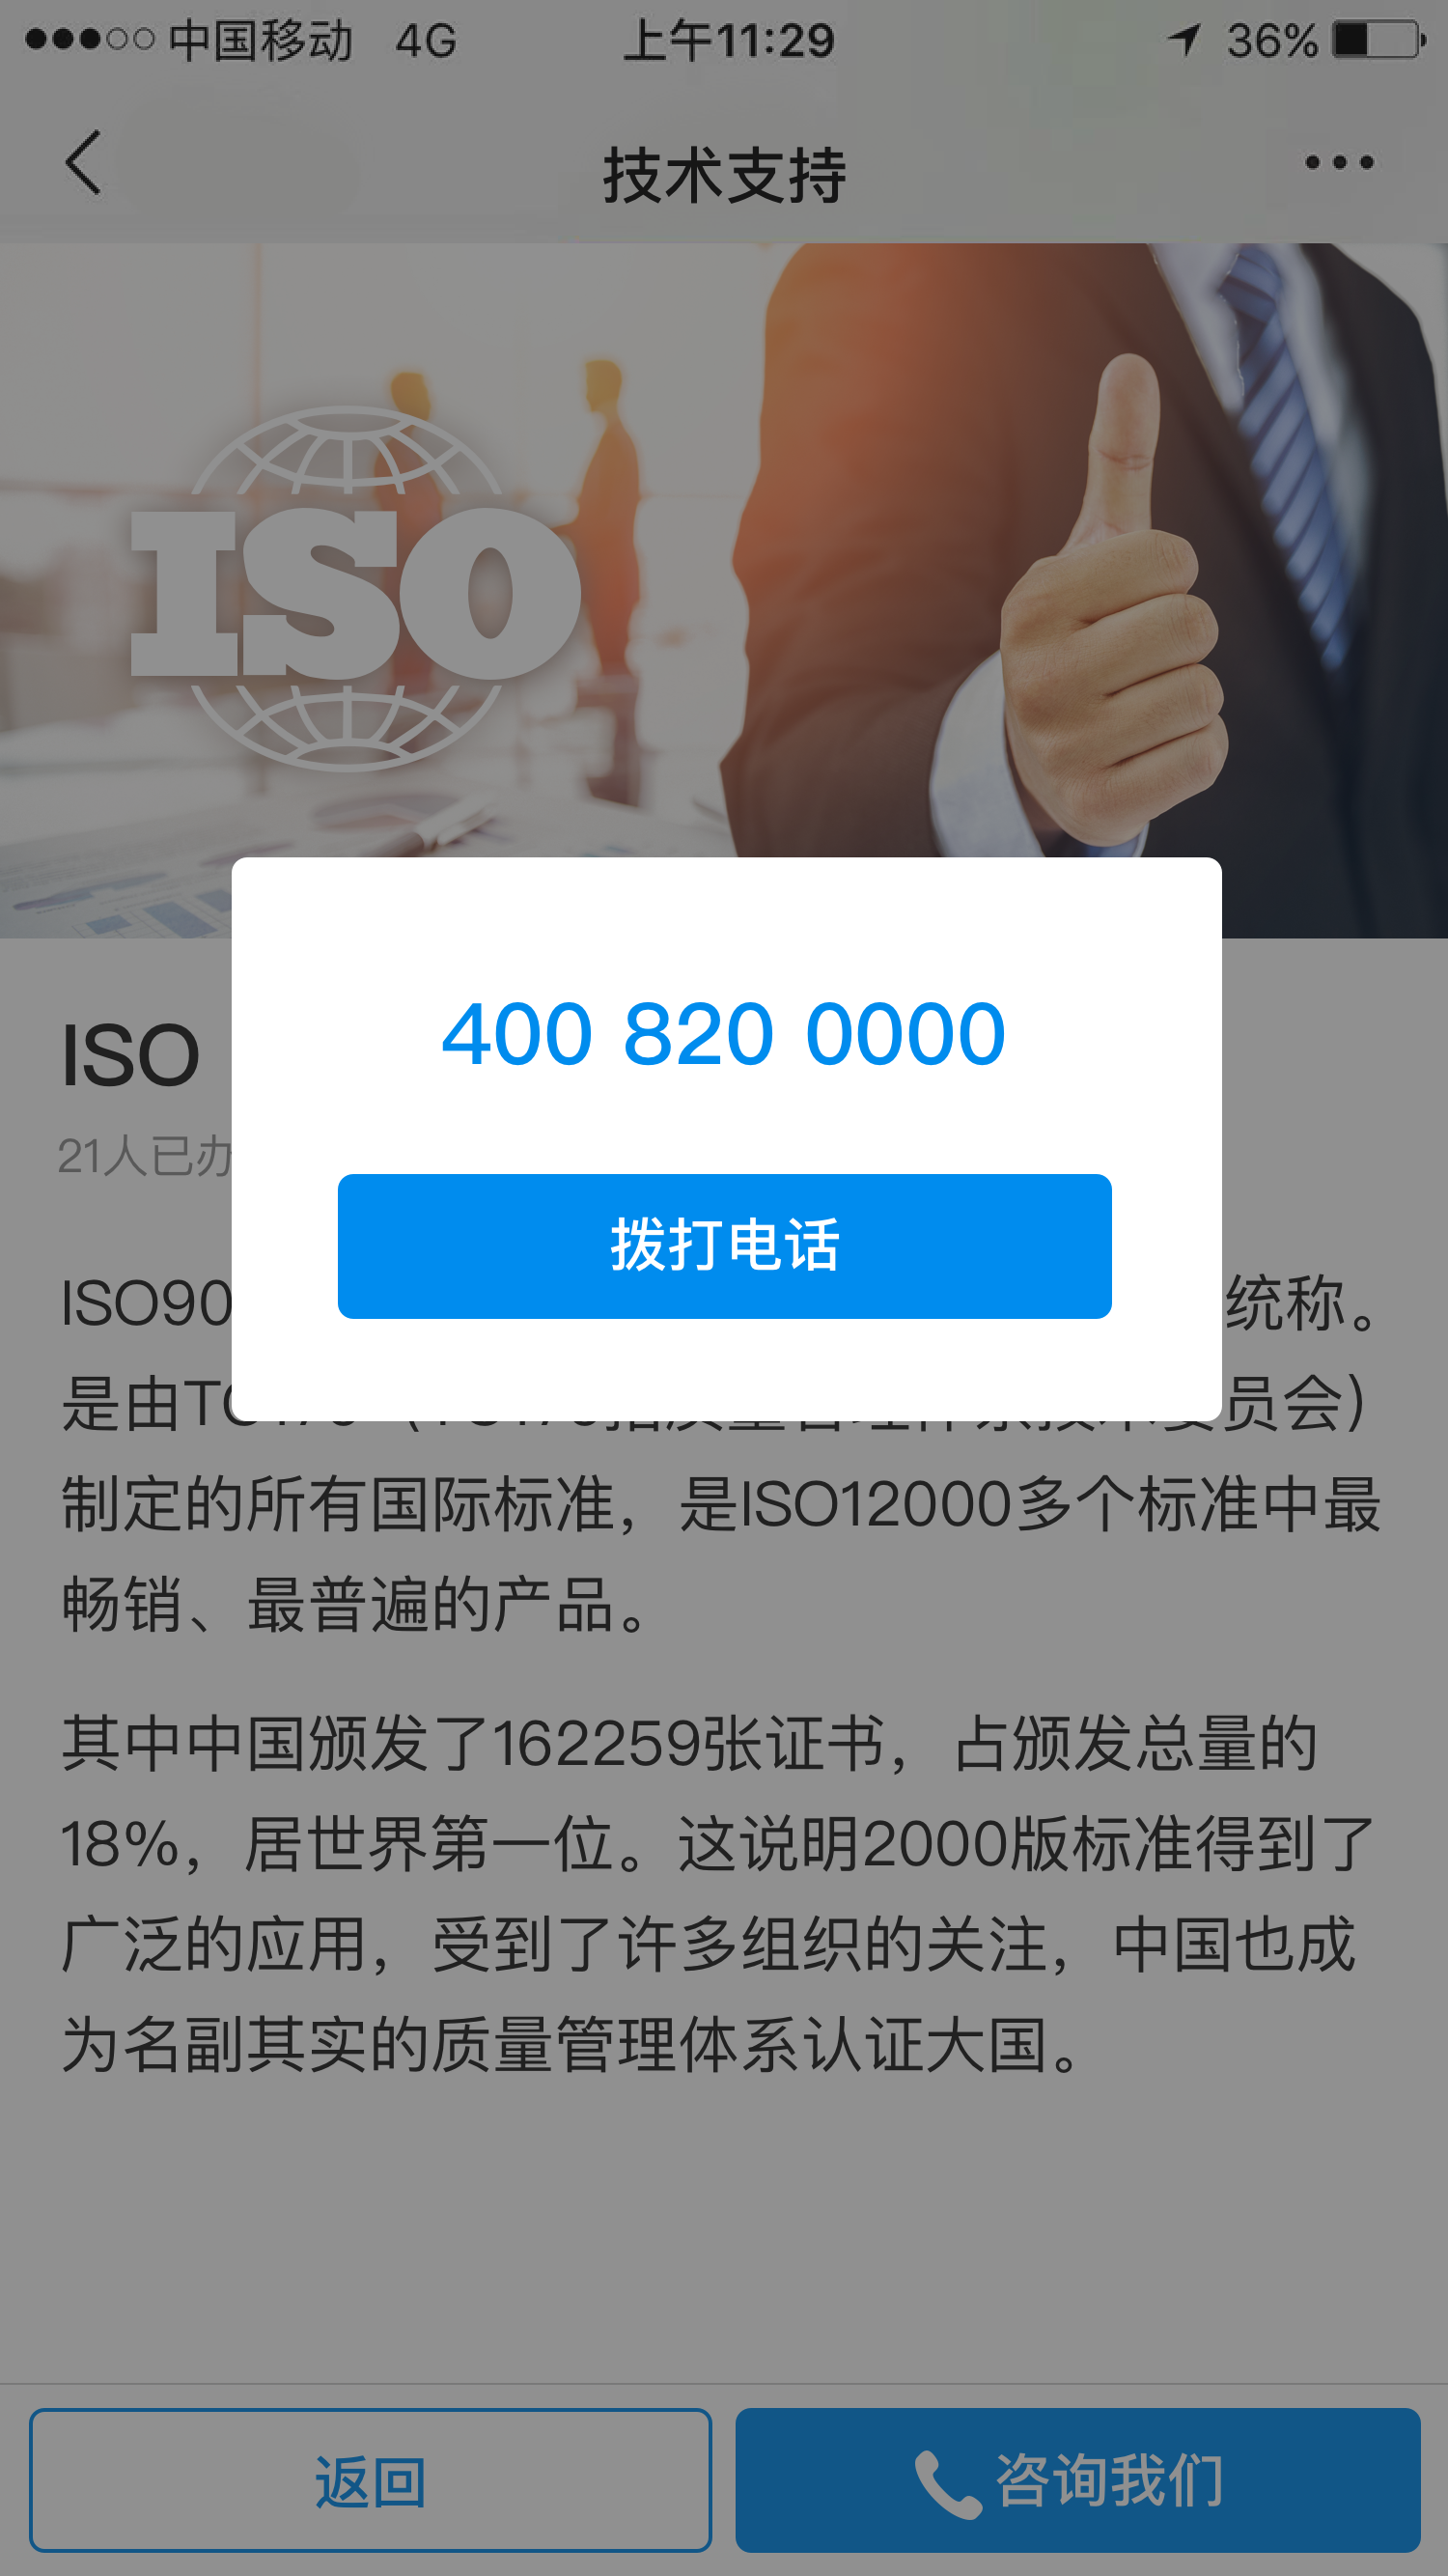 中国移动 4G 上午11:29 36%
技术支持
ISO
400 820 0000
ISO
21人已办
拨打电话
ISO90 统称。
是由TC 员会)
制定的所有国际标准，是ISO12000多个标准中最
畅销、最普遍的产品。
其中中国颁发了162259张证书，占颁发总量的
18%，居世界第一位。这说明2000版标准得到了
广泛的应用，受到了许多组织的关注，中国也成
为名副其实的质量管理体系认证大国。
返回 咨询我们